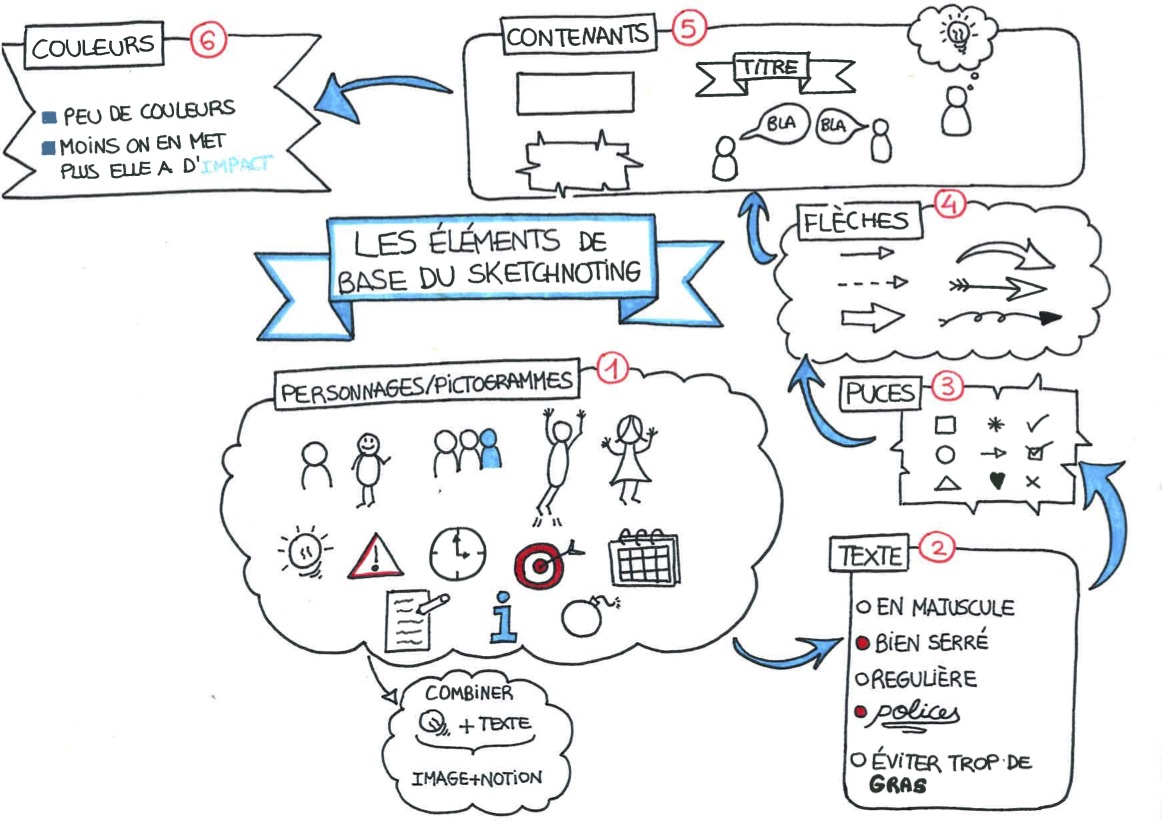 LES ÉLÉMENTS DE
BASE DU SKETCHNOTING
PERSONNAGES/PICTOGRAMMES 1
COMBINER
+ TEXTE
IMAGE+NOTION
TEXTE 2
EN MAJUSCULE
BIEN SERRÉ
REGULIÈRE
polices
ÉVITER TROP DE
GRAS
PUCES 3
FLÈCHES 4
CONTENANTS 5
TITRE
BLA
BLA
COULEURS 6
PEU DE COULEURS
MOINS ON EN MET
PLUS ELLE A D'IMPACT